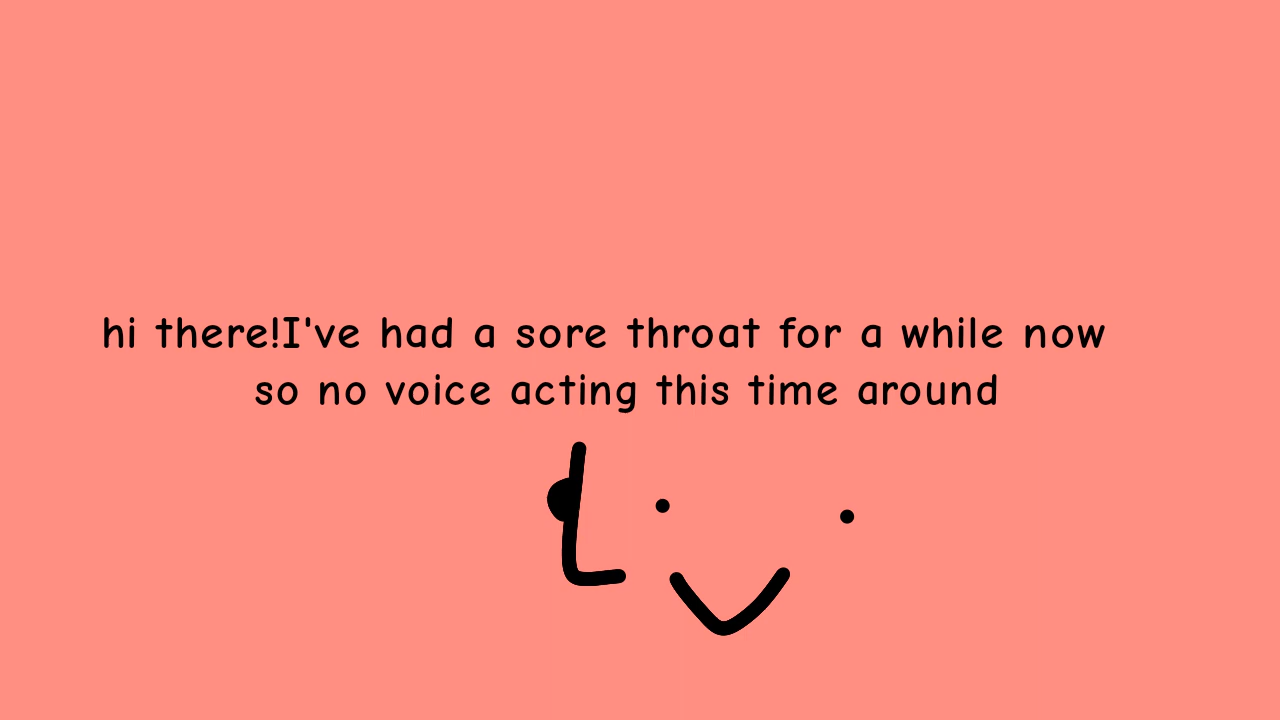 hi there!I've had a sore throat for a while now
so no voice acting this time around